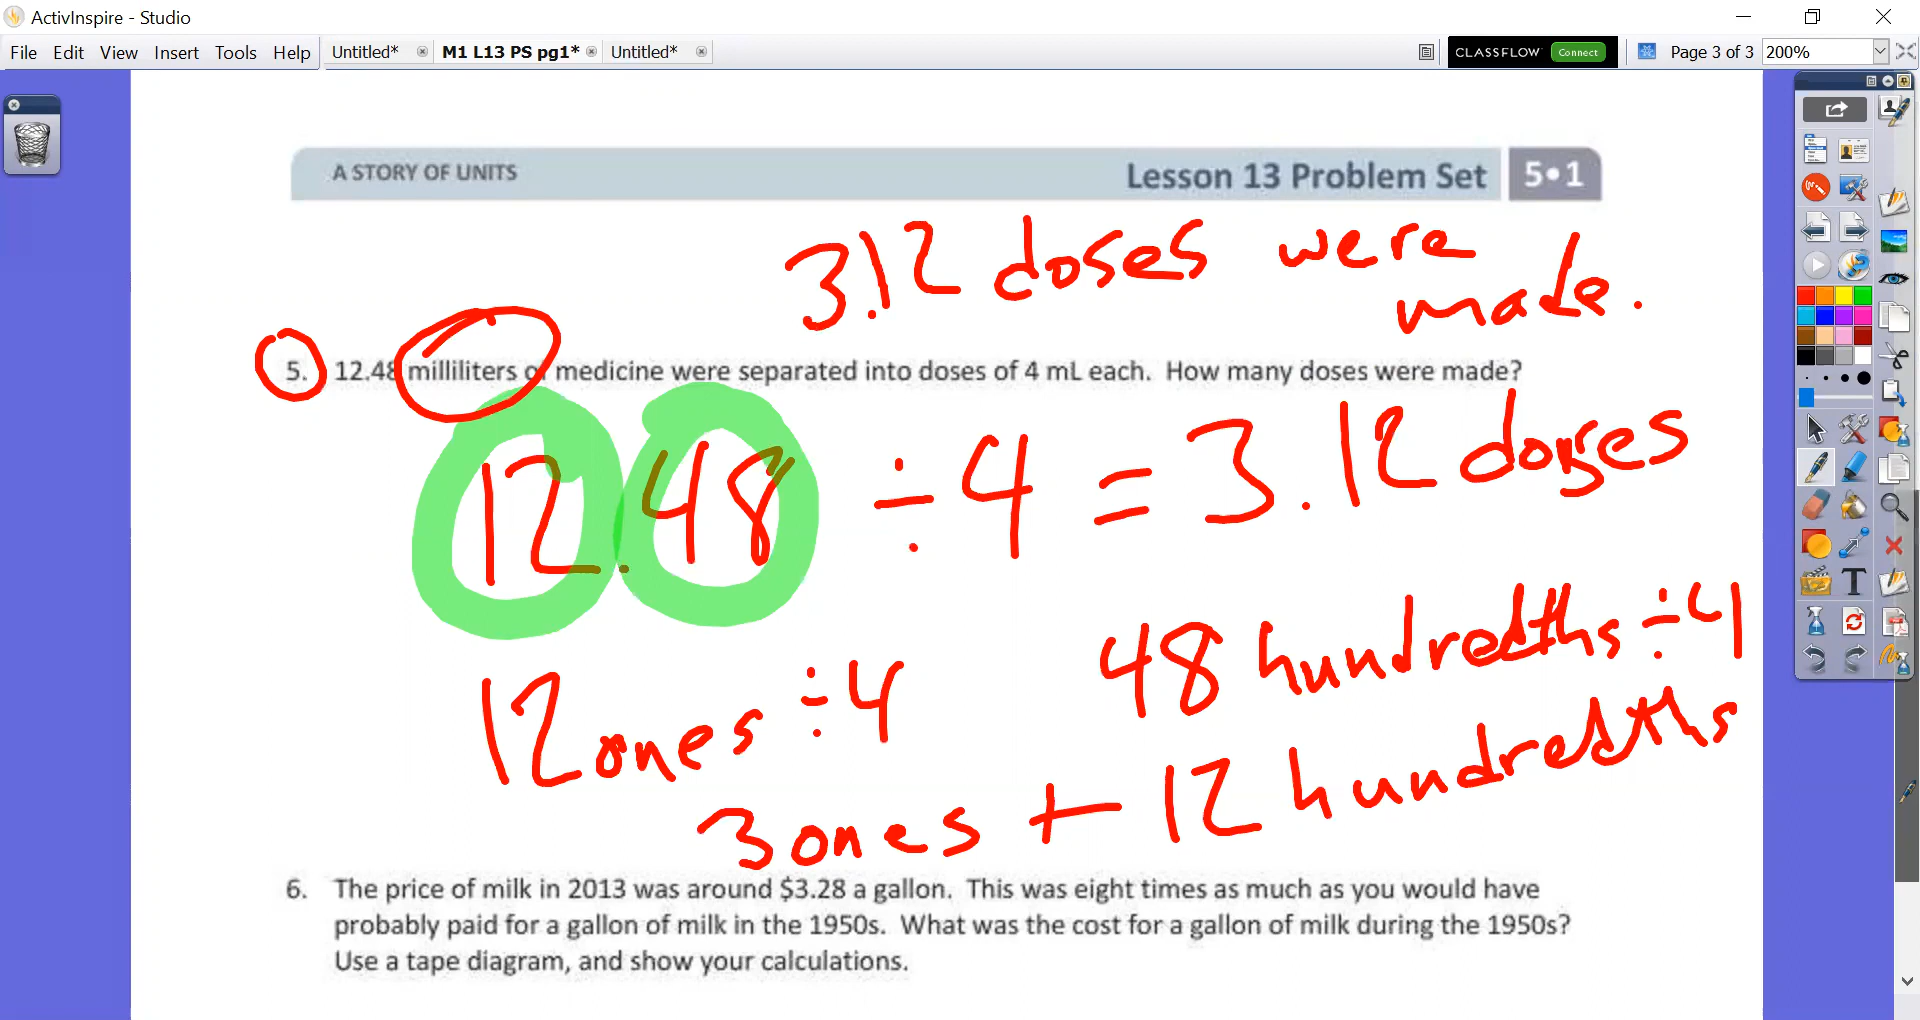 ActivInspire - Studio
File Edit View Insert Tools Help
Untitled* M1 L13 PS pg1* Untitled*
CLASSFLOW Connect Page 3 of 3 200%
A STORY OF UNITS Lesson 13 Problem Set 5•1
3.12 doses were
made.
5. 12.48 milliliters of medicine were separated into doses of 4 mL each. How many doses were made?
12.48 ÷ 4 = 3.12 doses
48 hundredths ÷ 4
12 ones ÷ 4
3 ones + 12 hundredths
6. The price of milk in 2013 was around $3.28 a gallon. This was eight times as much as you would have
probably paid for a gallon of milk in the 1950s. What was the cost for a gallon of milk during the 1950s?
Use a tape diagram, and show your calculations.